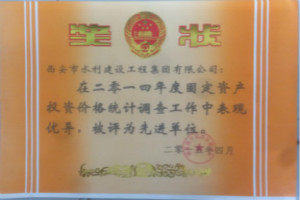 奖状
西安市水利建设工程集团有限公司：
在二零一四年度固定资产
投资价格统计调查工作中表现
优秀，被评为先进单位。
二零一五年四月